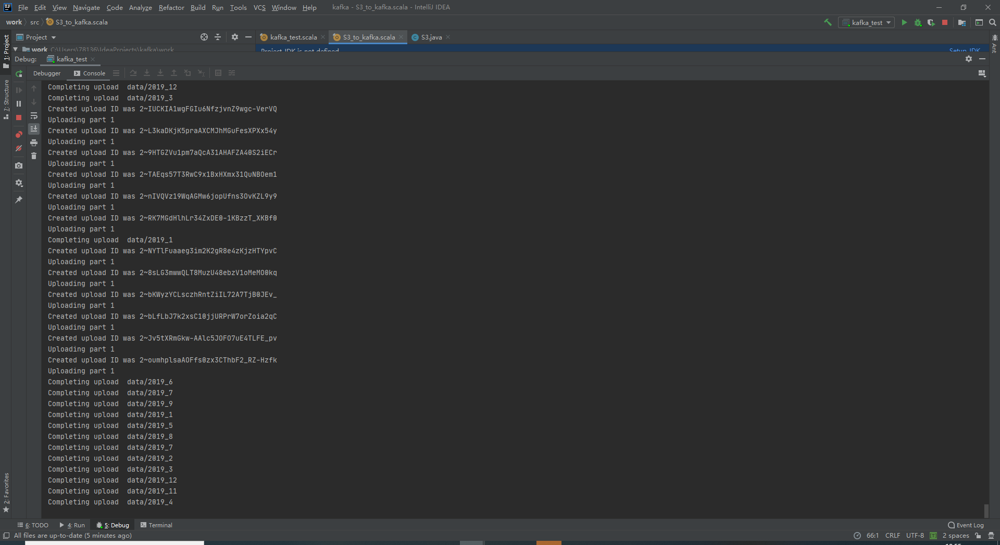 File Edit View Navigate Code Analyze Refactor Build Run Tools VCS Window Help kafka - S3_to_kafka.scala - IntelliJ IDEA
work src S3_to_kafka.scala kafka_test
Project kafka_test.scala S3_to_kafka.scala S3.java
work C:\Users\78136\IdeaProjects\kafka\work Project JDK is not defined Setup JDK
Debug: kafka_test
Debugger Console
1: Project
7: Structure
2: Favorites
Ant
Completing upload  data/2019_12
Completing upload  data/2019_3
Created upload ID was 2~IUCKIA1wgFGIu6NfzjvnZ9wgc-VerVQ
Uploading part 1
Created upload ID was 2~L3kaDKjK5praAXCMJhMGuFesXPXx54y
Uploading part 1
Created upload ID was 2~9HTGZVu1pm7aQcA31AHAFZA40S2iECr
Uploading part 1
Created upload ID was 2~TAEqs57T3RwC9x1BxHXmx31QuNBOem1
Uploading part 1
Created upload ID was 2~nIVQVz19WqAGMw6jopUfns3OvKZL9y9
Uploading part 1
Created upload ID was 2~RK7MGdHlhLr34ZxDE0-1KBzzT_XKBf0
Uploading part 1
Completing upload  data/2019_1
Created upload ID was 2~NYTlFuaaeg3im2K2gR8e4zKjzHTYpvC
Uploading part 1
Created upload ID was 2~8sLG3mwwQLT8MuzU48ebzV1oMeMO0kq
Uploading part 1
Created upload ID was 2~bKWyzYCLsczhRntZiIL72A7TjB0JEv_
Uploading part 1
Created upload ID was 2~bLfLbJ7k2xsC10jjURPrW7orZoia2qC
Uploading part 1
Created upload ID was 2~Jv5tXRmGkw-AAlc5JOFO7uE4TLFE_pv
Uploading part 1
Created upload ID was 2~oumhplsaAOFfs0zx3CThbF2_RZ-Hzfk
Uploading part 1
Completing upload  data/2019_6
Completing upload  data/2019_7
Completing upload  data/2019_9
Completing upload  data/2019_1
Completing upload  data/2019_5
Completing upload  data/2019_8
Completing upload  data/2019_7
Completing upload  data/2019_2
Completing upload  data/2019_3
Completing upload  data/2019_12
Completing upload  data/2019_11
Completing upload  data/2019_4
6: TODO 4: Run 5: Debug Terminal Event Log
All files are up-to-date (5 minutes ago) 66:1 CRLF UTF-8 2 spaces